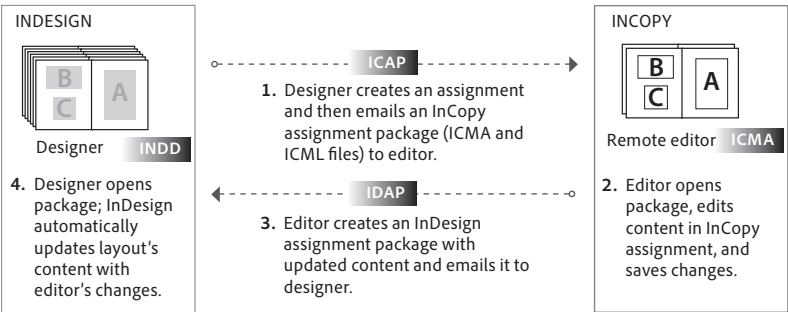 INDESIGN
B
C
A
Designer
INDD
4. Designer opens
package; InDesign
automatically
updates layout's
content with
editor's changes.
ICAP
1. Designer creates an assignment
and then emails an InCopy
assignment package (ICMA and
ICML files) to editor.
IDAP
3. Editor creates an InDesign
assignment package with
updated content and emails it to
designer.
INCOPY
B
C
A
Remote editor
ICMA
2. Editor opens
package, edits
content in InCopy
assignment, and
saves changes.